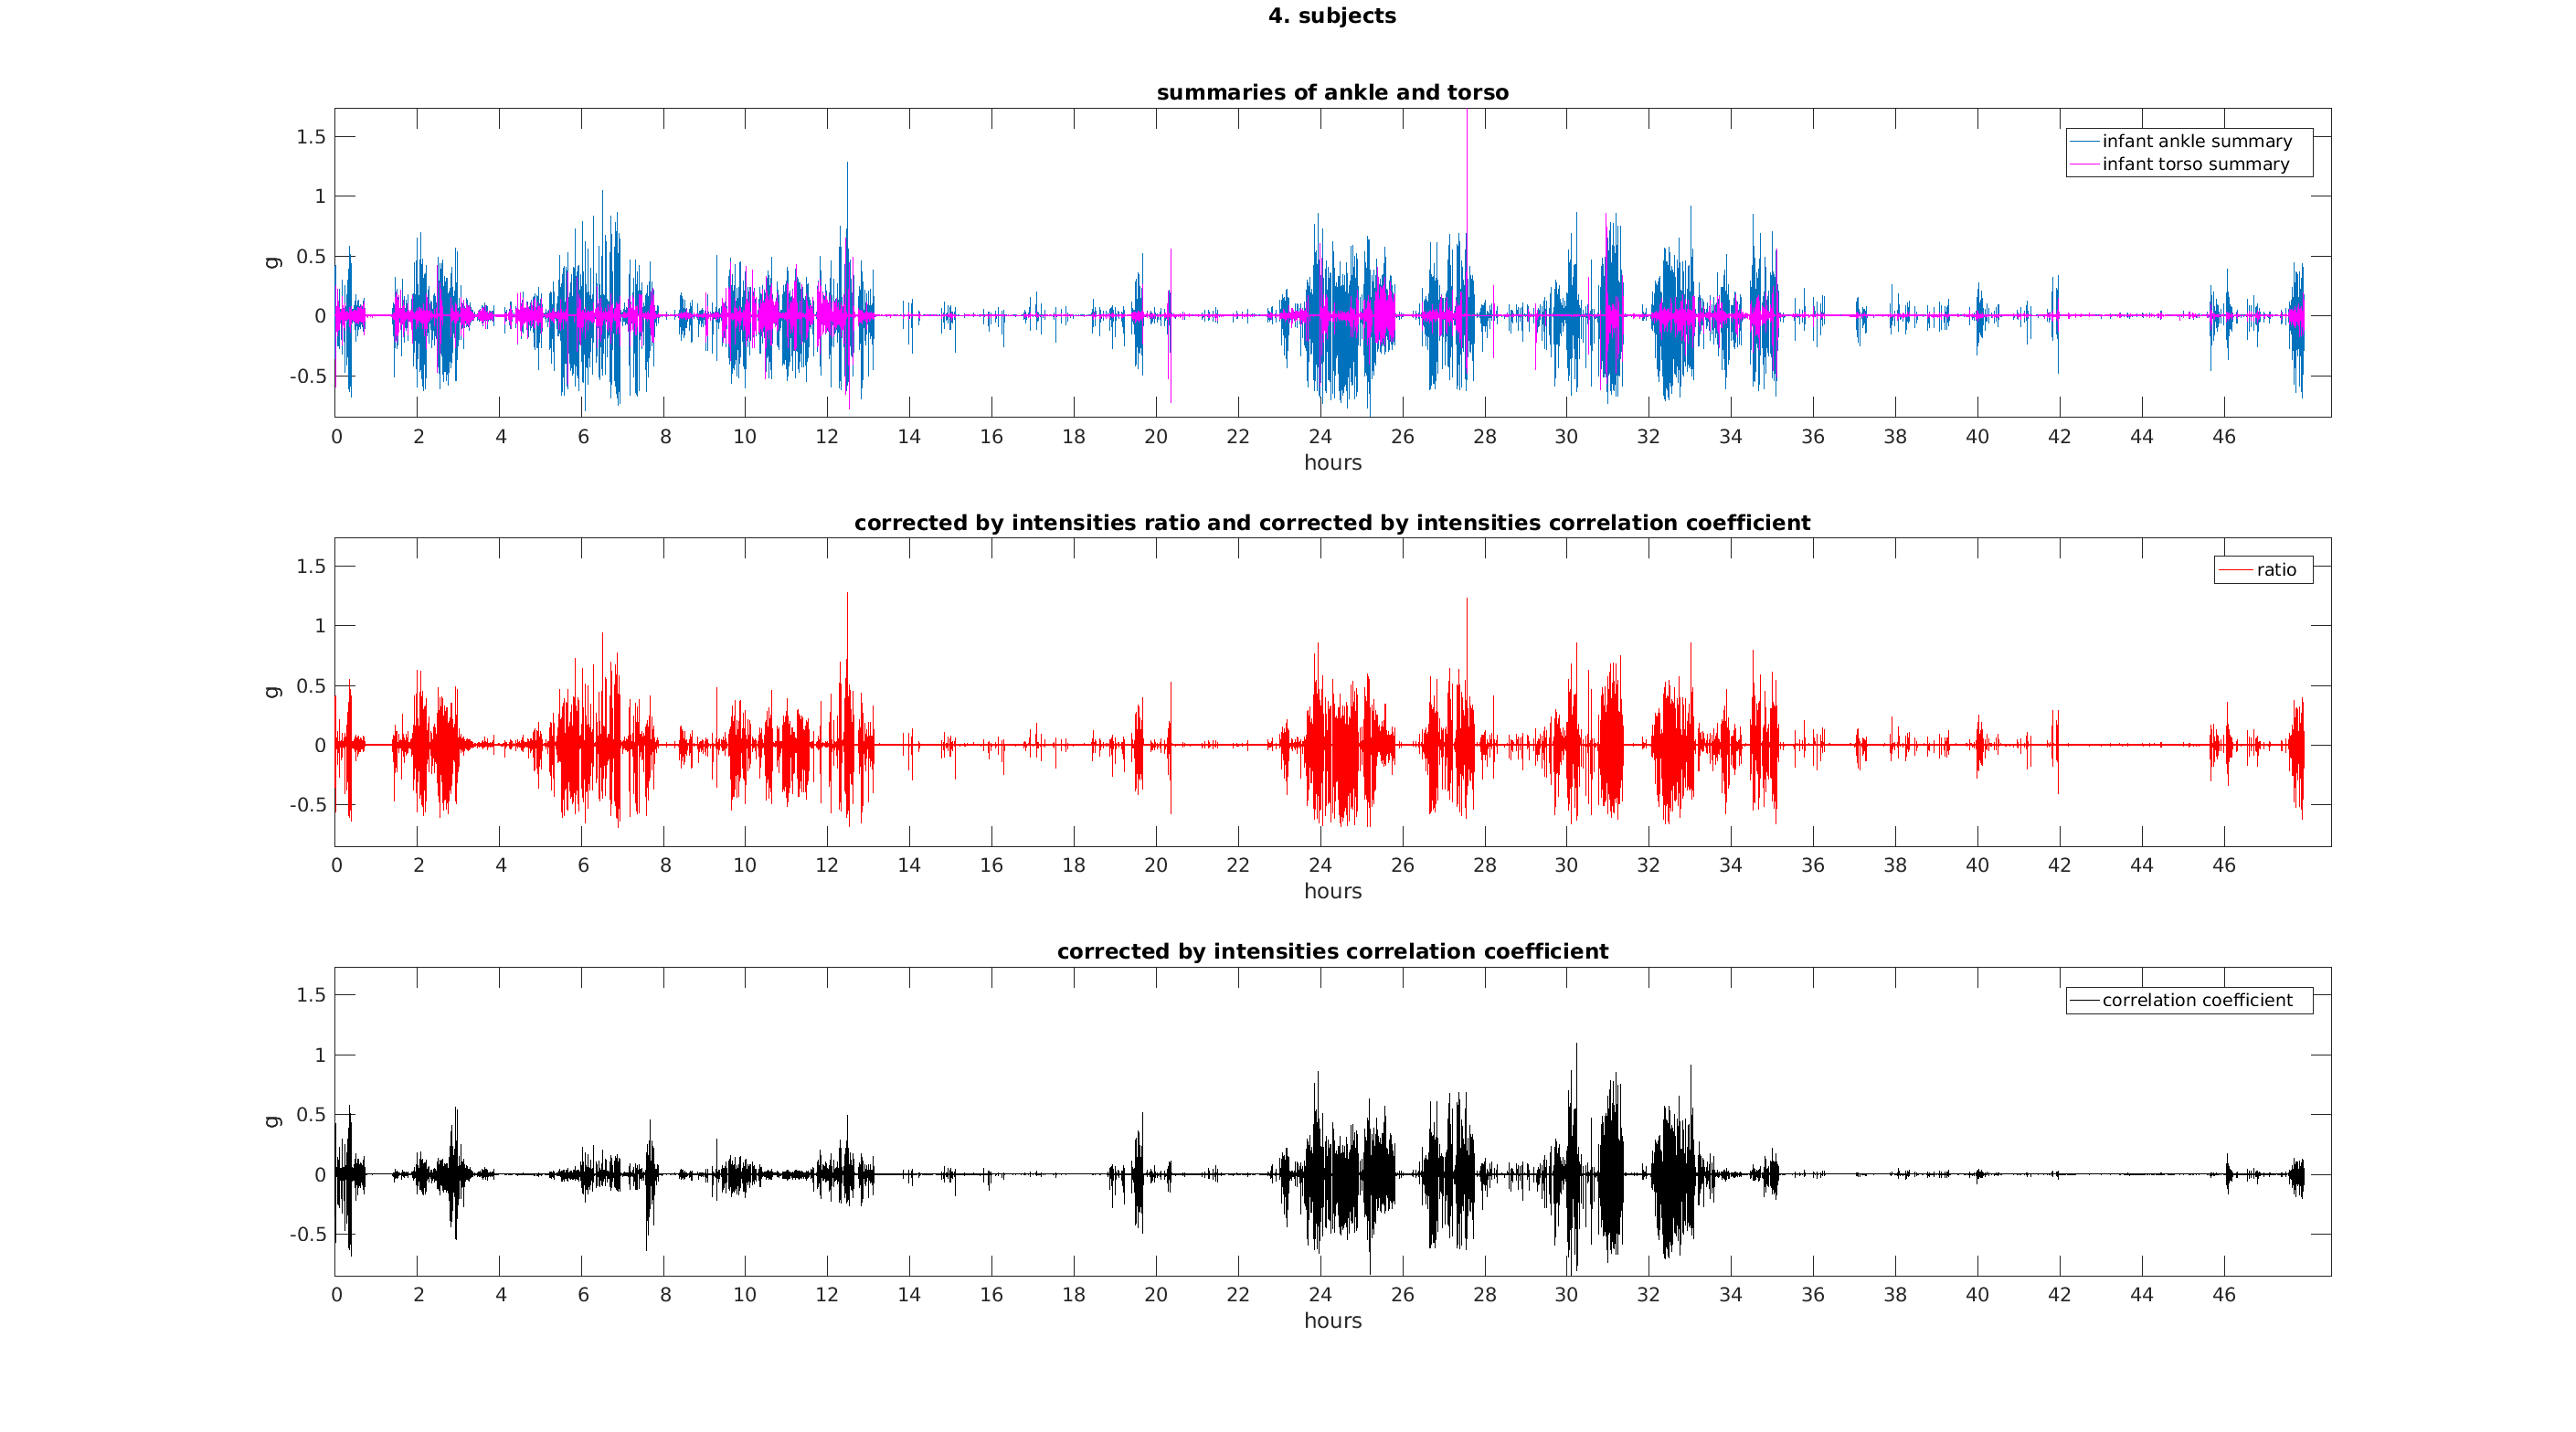 4. subjects
summaries of ankle and torso
1.5
1
0.5
0
-0.5
g
infant ankle summary
infant torso summary
0 2 4 6 8 10 12 14 16 18 20 22 24 26 28 30 32 34 36 38 40 42 44 46
hours
corrected by intensities ratio and corrected by intensities correlation coefficient
1.5
1
0.5
0
-0.5
g
ratio
0 2 4 6 8 10 12 14 16 18 20 22 24 26 28 30 32 34 36 38 40 42 44 46
hours
corrected by intensities correlation coefficient
1.5
1
0.5
0
-0.5
g
correlation coefficient
0 2 4 6 8 10 12 14 16 18 20 22 24 26 28 30 32 34 36 38 40 42 44 46
hours